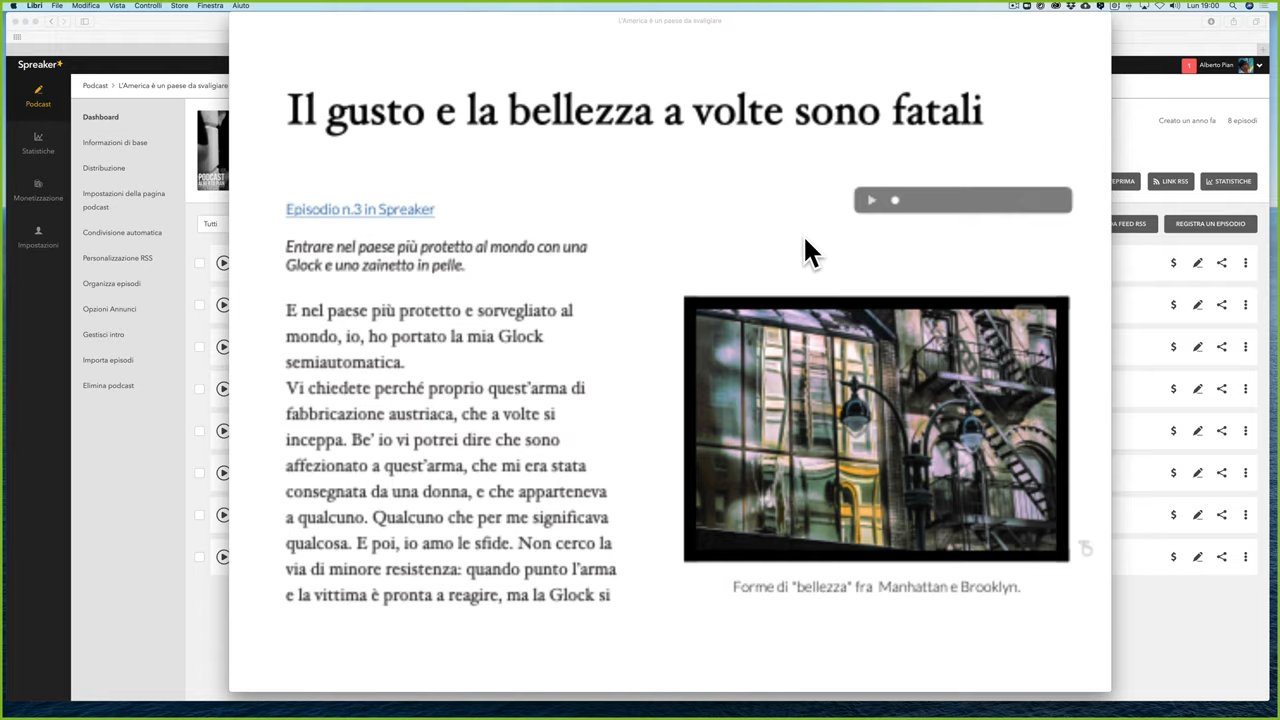 Libri File Modifica Vista Controlli Store Finestra Aiuto
Lun 19:00
L'America è un paese da svaligiare
Spreaker
1 Alberto Pian
Podcast
Statistiche
Monetizzazione
Impostazioni
Podcast > L'America è un paese da svaligiare
Dashboard
Informazioni di base
Distribuzione
Impostazioni della pagina
podcast
Condivisione automatica
Personalizzazione RSS
Organizza episodi
Opzioni Annunci
Gestisci intro
Importa episodi
Elimina podcast
PODCAST
ALBERTO PIAN
Tutti
Il gusto e la bellezza a volte sono fatali
Episodio n.3 in Spreaker
Entrare nel paese più protetto al mondo con una
Glock e uno zainetto in pelle.
E nel paese più protetto e sorvegliato al
mondo, io, ho portato la mia Glock
semiautomatica.
Vi chiedete perché proprio quest'arma di
fabbricazione austriaca, che a volte si
inceppa. Be' io vi potrei dire che sono
affezionato a quest'arma, che mi era stata
consegnata da una donna, e che apparteneva
a qualcuno. Qualcuno che per me significava
qualcosa. E poi, io amo le sfide. Non cerco la
via di minore resistenza: quando punto l'arma
e la vittima è pronta a reagire, ma la Glock si
Forme di "bellezza" fra Manhattan e Brooklyn.
Creato un anno fa 8 episodi
EPRIMA LINK RSS STATISTICHE
DA FEED RSS REGISTRA UN EPISODIO
$
$
$
$
$
$
$
$